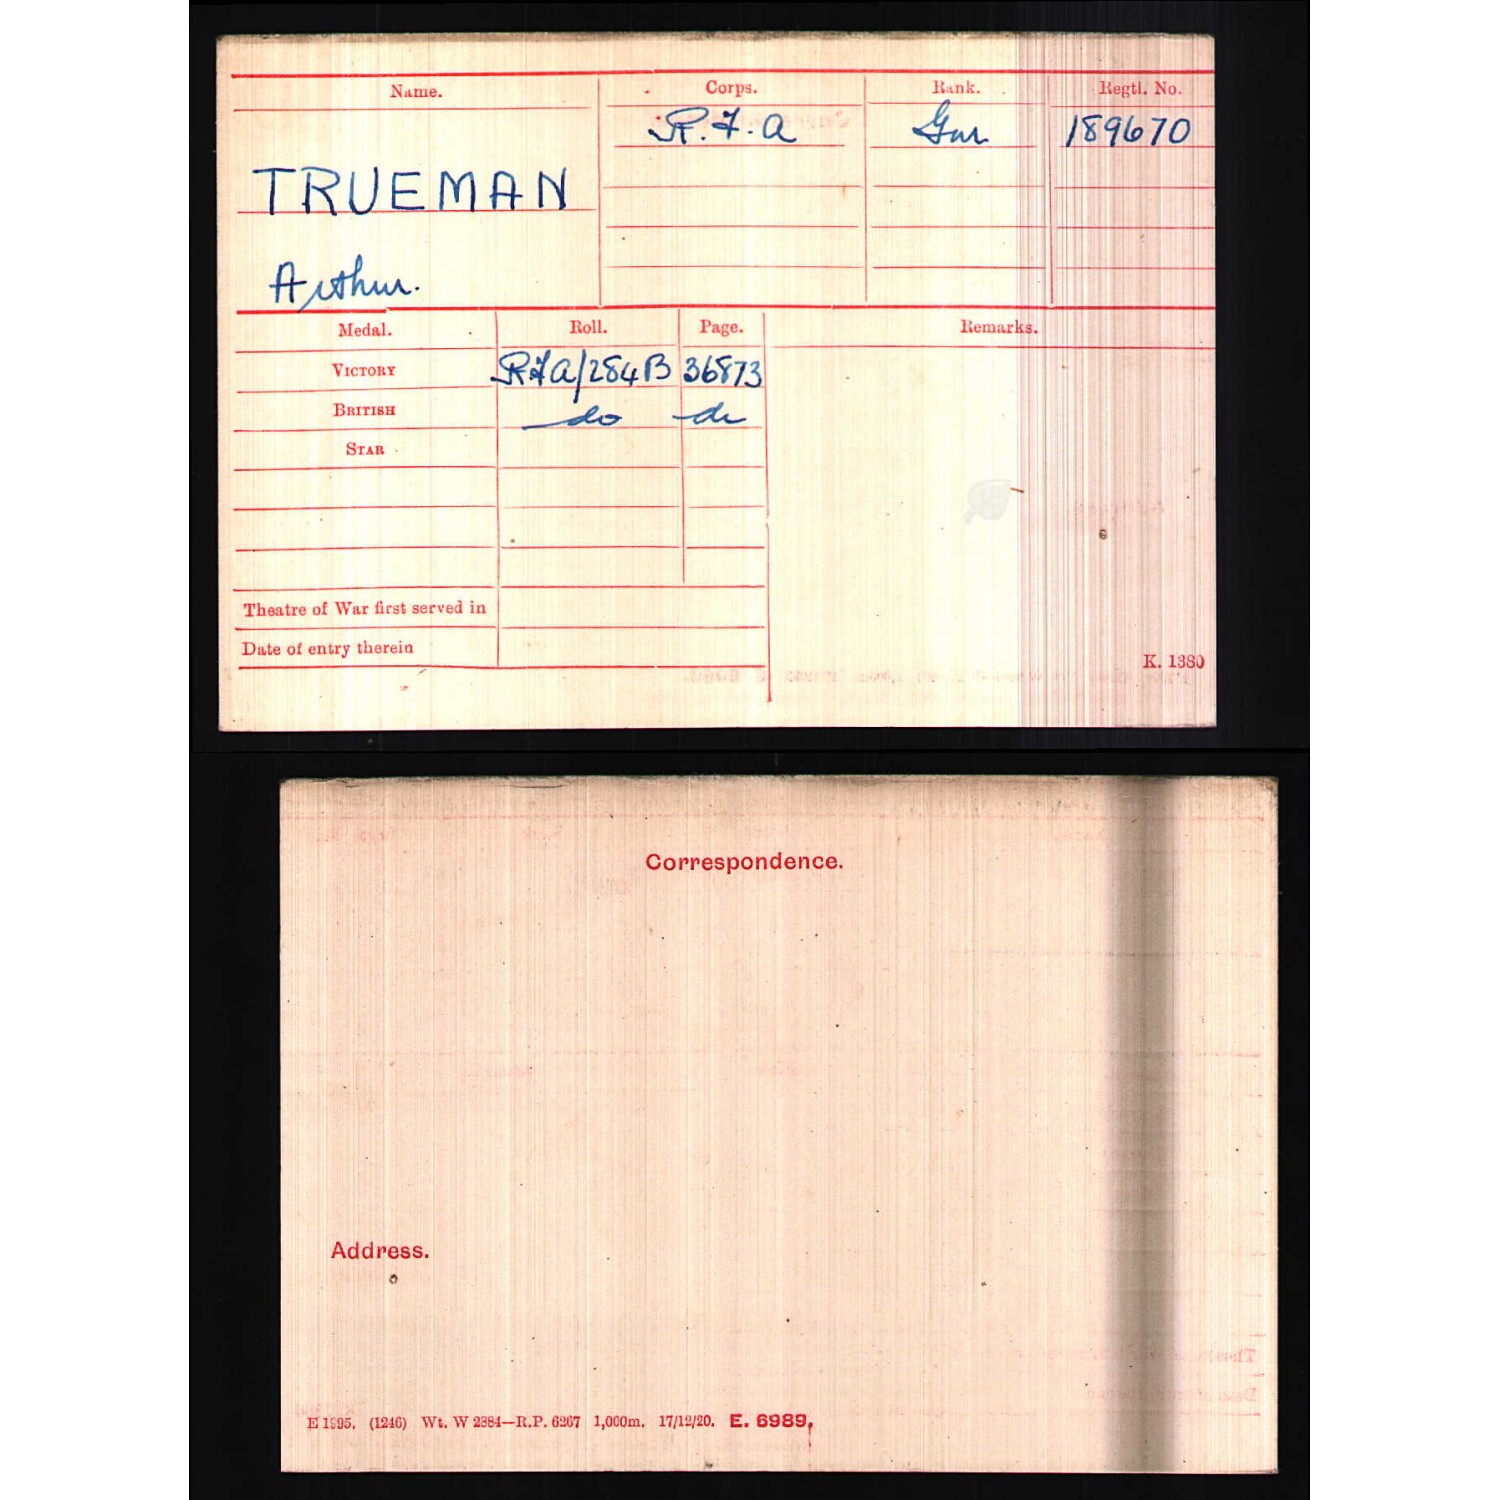 Name. Corps. Rank. Regtl. No.
R.F.A Gnr 189670
TRUEMAN
Arthur.
Medal. Roll. Page. Remarks.
VICTORY RFA/284B 36873
BRITISH do do
STAR
Theatre of War first served in
Date of entry therein
K. 1380
Correspondence.
Address.
E 1995. (1246) Wt. W 2384—R.P. 6267 1,000m. 17/12/20. E. 6989.